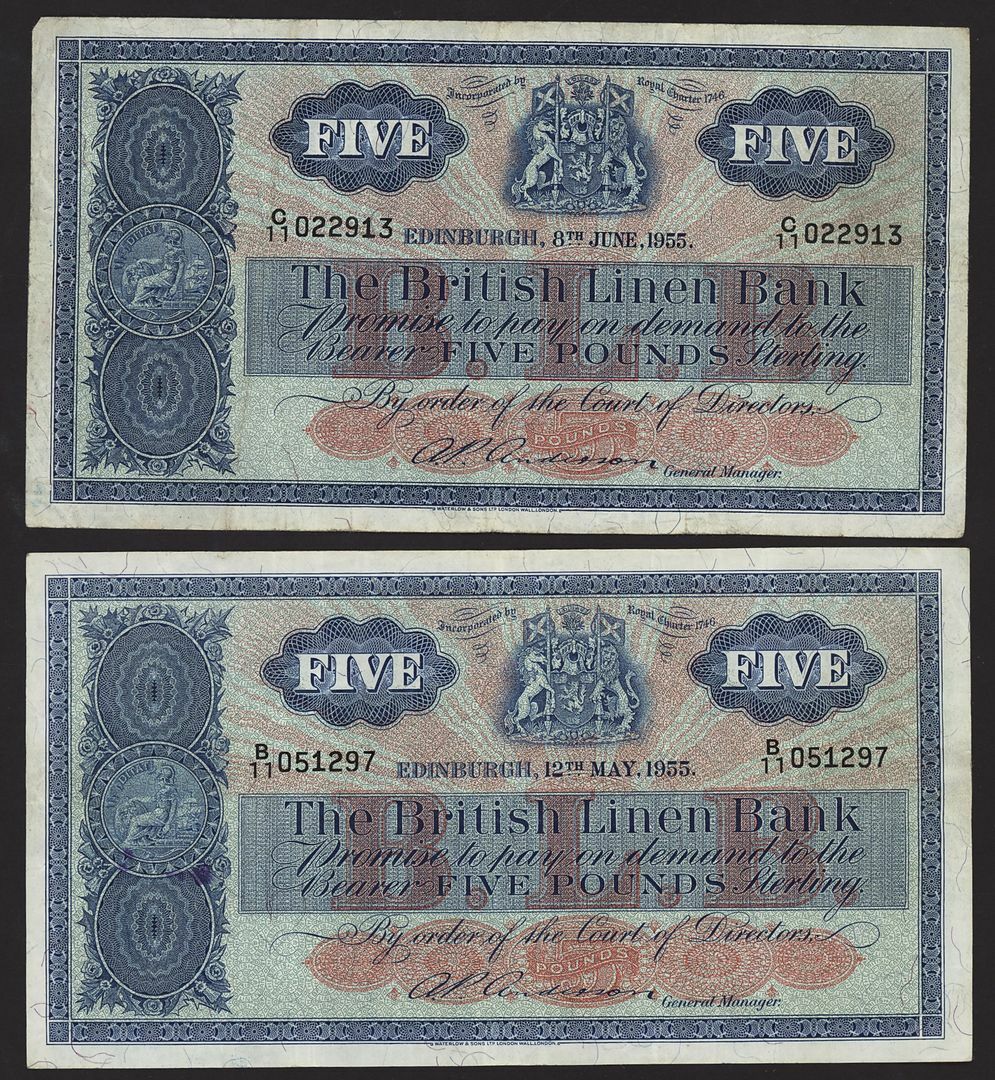 Incorporated by Royal Charter 1746.
FIVE FIVE
C/11 022913 C/11 022913
EDINBURGH, 8TH JUNE, 1955.
The British Linen Bank
Promise to pay on demand to the
Bearer FIVE POUNDS Sterling.
B.L.B.
By order of the Court of Directors.
5
POUNDS
General Manager.
WATERLOW & SONS LTD LONDON WALL, LONDON.
Incorporated by Royal Charter 1746
FIVE FIVE
B/11 051297 B/11 051297
EDINBURGH, 12TH MAY, 1955.
The British Linen Bank
Promise to pay on demand to the
Bearer FIVE POUNDS Sterling.
B.L.B.
By order of the Court of Directors.
5
POUNDS
General Manager.
WATERLOW & SONS LTD LONDON WALL, LONDON.